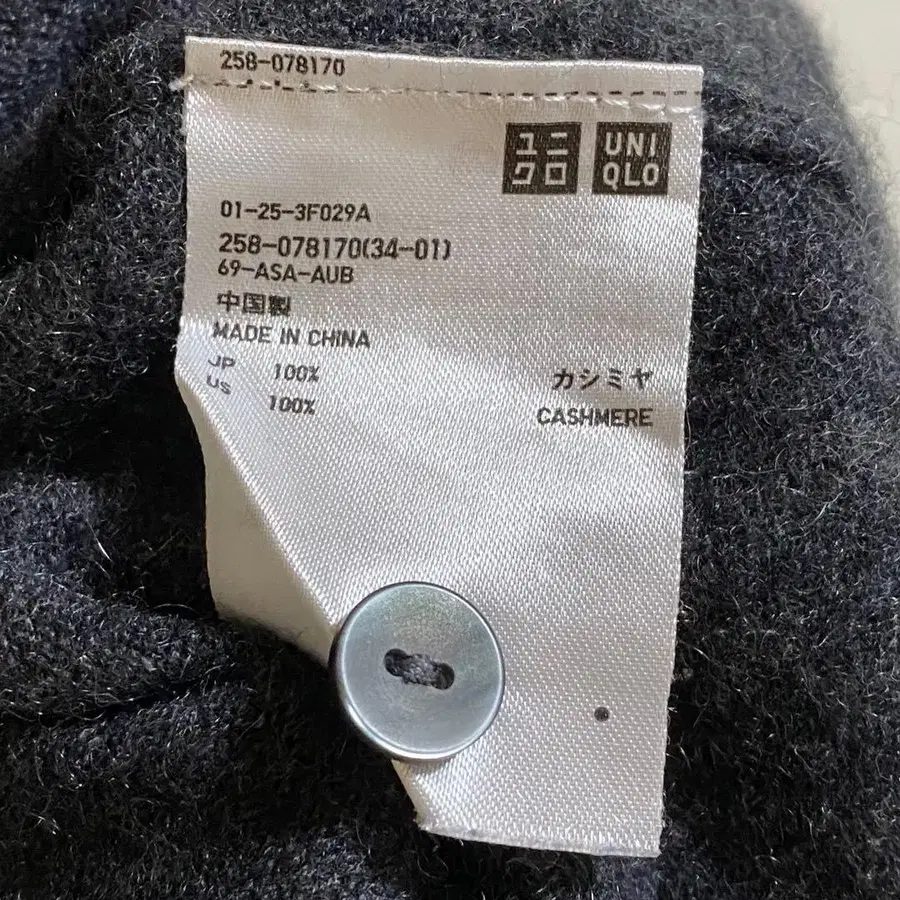 258-078170
ユニ
クロ
UNI
QLO
01-25-3F029A
258-078170(34-01)
69-ASA-AUB
中国製
MADE IN CHINA
JP 100% カシミヤ
US 100% CASHMERE